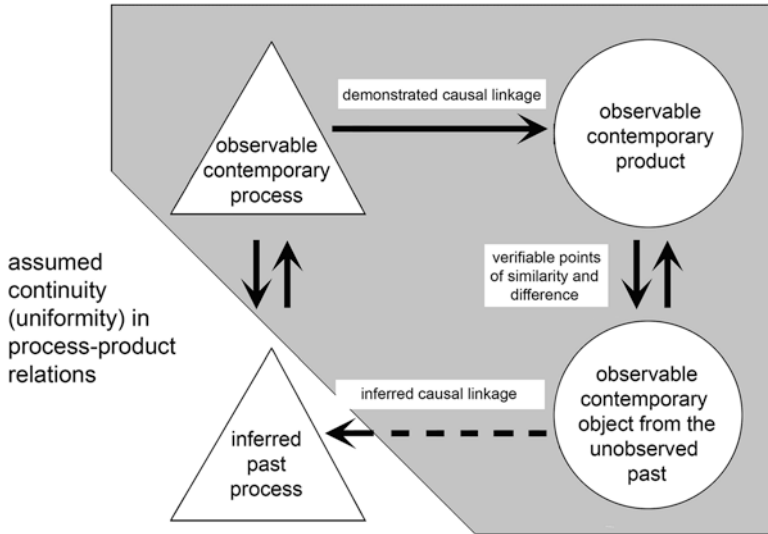 demonstrated causal linkage
observable
contemporary
process
observable
contemporary
product
assumed
continuity
(uniformity) in
process-product
relations
verifiable points
of similarity and
difference
inferred causal linkage
inferred
past
process
observable
contemporary
object from the
unobserved
past